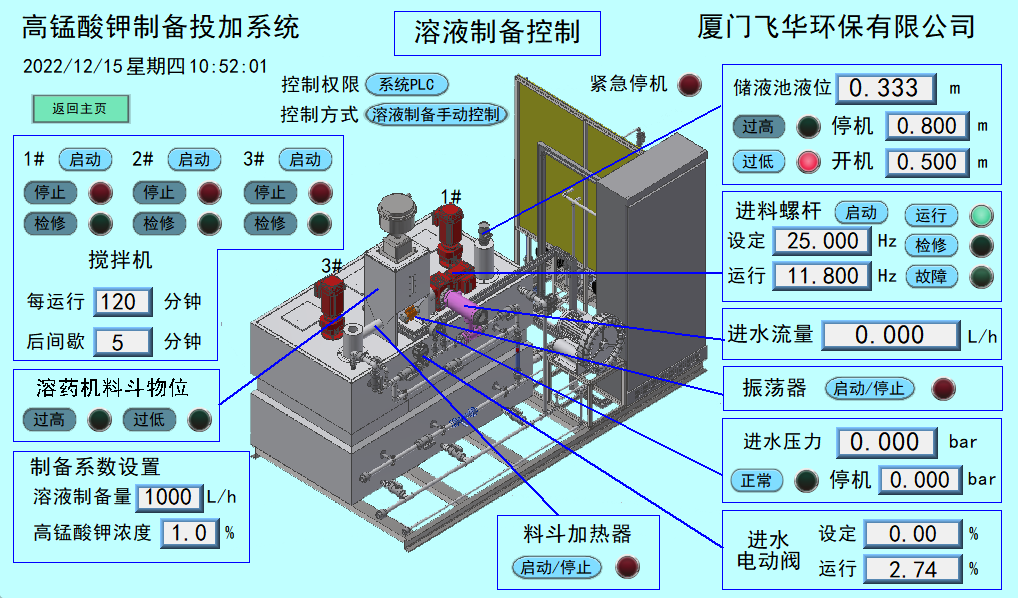 高锰酸钾制备投加系统
溶液制备控制
厦门飞华环保有限公司
2022/12/15 星期四 10:52:01
返回主页
控制权限 系统PLC
控制方式 溶液制备手动控制
紧急停机
1# 启动 2# 启动 3# 启动
停止 停止 停止
检修 检修 检修
搅拌机
每运行 120 分钟
后间歇 5 分钟
溶药机料斗物位
过高 过低
制备系数设置
溶液制备量 1000 L/h
高锰酸钾浓度 1.0 %
1#
3#
储液池液位 0.333 m
过高 停机 0.800 m
过低 开机 0.500 m
进料螺杆 启动 运行
设定 25.000 Hz 检修
运行 11.800 Hz 故障
进水流量 0.000 L/h
振荡器 启动/停止
进水压力 0.000 bar
正常 停机 0.000 bar
进水电动阀 设定 0.00 %
运行 2.74 %
料斗加热器
启动/停止